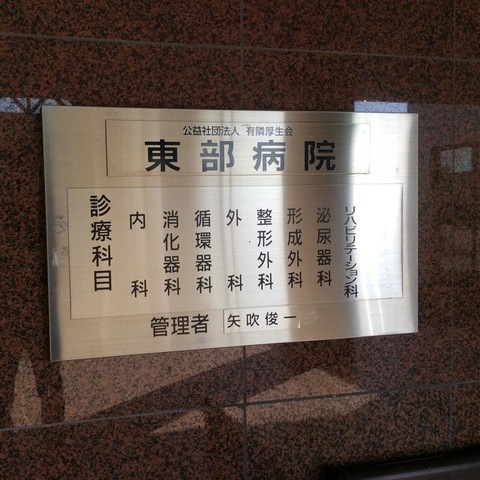 公益社団法人 有隣厚生会
東部病院
診療科目
内科
消化器科
循環器科
外科
整形外科
形成外科
泌尿器科
リハビリテーション科
管理者 矢吹俊一